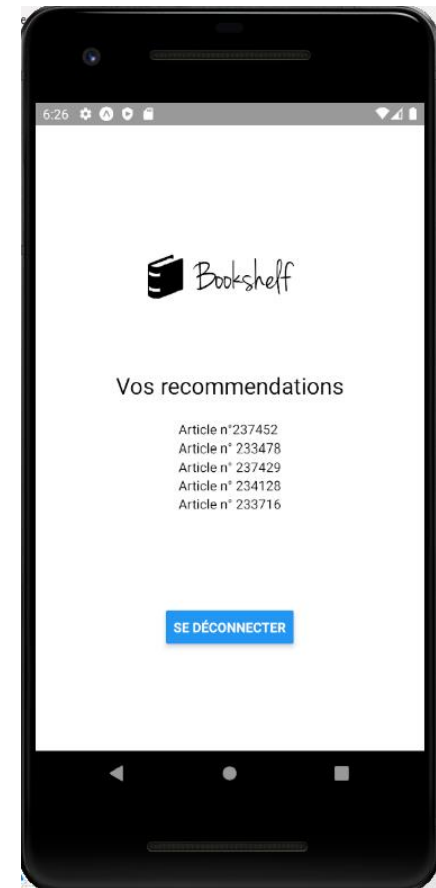 6:26
Bookshelf
Vos recommendations
Article n°237452
Article n° 233478
Article n° 237429
Article n° 234128
Article n° 233716
SE DÉCONNECTER